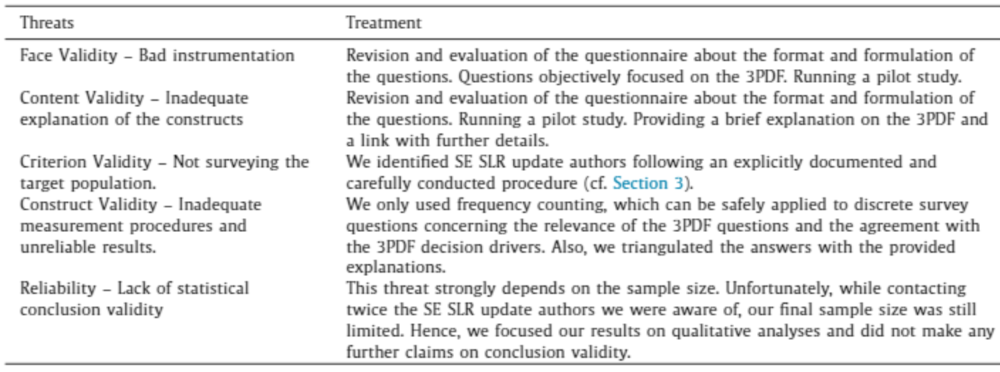 Threats Treatment
Face Validity – Bad instrumentation Revision and evaluation of the questionnaire about the format and formulation of
the questions. Questions objectively focused on the 3PDF. Running a pilot study.
Content Validity – Inadequate Revision and evaluation of the questionnaire about the format and formulation of
explanation of the constructs the questions. Running a pilot study. Providing a brief explanation on the 3PDF and
a link with further details.
Criterion Validity – Not surveying the We identified SE SLR update authors following an explicitly documented and
target population. carefully conducted procedure (cf. Section 3).
Construct Validity – Inadequate We only used frequency counting, which can be safely applied to discrete survey
measurement procedures and questions concerning the relevance of the 3PDF questions and the agreement with
unreliable results. the 3PDF decision drivers. Also, we triangulated the answers with the provided
explanations.
Reliability – Lack of statistical This threat strongly depends on the sample size. Unfortunately, while contacting
conclusion validity twice the SE SLR update authors we were aware of, our final sample size was still
limited. Hence, we focused our results on qualitative analyses and did not make any
further claims on conclusion validity.